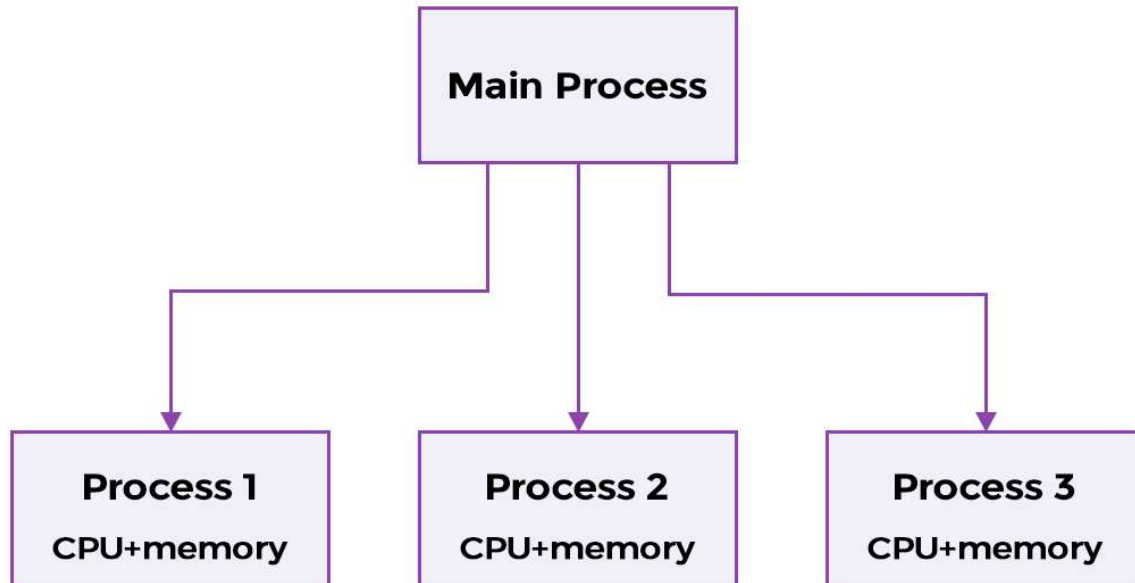 Main Process
Process 1
CPU+memory
Process 2
CPU+memory
Process 3
CPU+memory